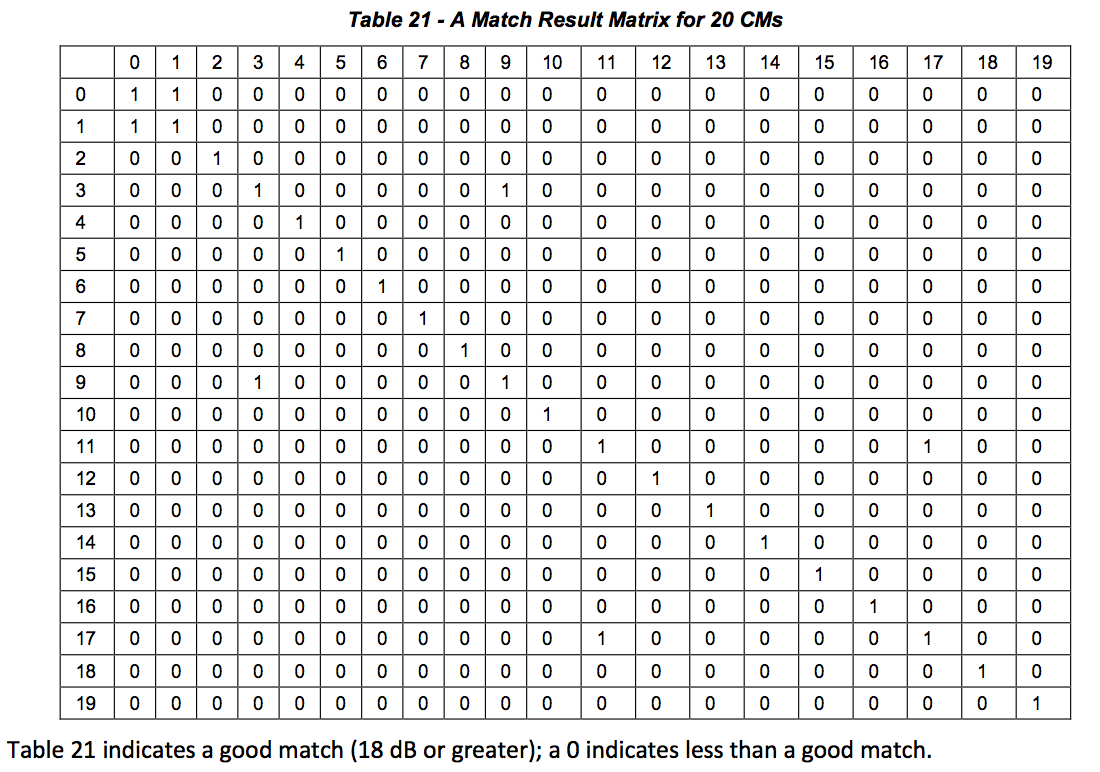 Table 21 - A Match Result Matrix for 20 CMs
0 1 2 3 4 5 6 7 8 9 10 11 12 13 14 15 16 17 18 19
0 1 1 0 0 0 0 0 0 0 0 0 0 0 0 0 0 0 0 0 0
1 1 1 0 0 0 0 0 0 0 0 0 0 0 0 0 0 0 0 0 0
2 0 0 1 0 0 0 0 0 0 0 0 0 0 0 0 0 0 0 0 0
3 0 0 0 1 0 0 0 0 0 1 0 0 0 0 0 0 0 0 0 0
4 0 0 0 0 1 0 0 0 0 0 0 0 0 0 0 0 0 0 0 0
5 0 0 0 0 0 1 0 0 0 0 0 0 0 0 0 0 0 0 0 0
6 0 0 0 0 0 0 1 0 0 0 0 0 0 0 0 0 0 0 0 0
7 0 0 0 0 0 0 0 1 0 0 0 0 0 0 0 0 0 0 0 0
8 0 0 0 0 0 0 0 0 1 0 0 0 0 0 0 0 0 0 0 0
9 0 0 0 1 0 0 0 0 0 1 0 0 0 0 0 0 0 0 0 0
10 0 0 0 0 0 0 0 0 0 0 1 0 0 0 0 0 0 0 0 0
11 0 0 0 0 0 0 0 0 0 0 0 1 0 0 0 0 0 1 0 0
12 0 0 0 0 0 0 0 0 0 0 0 0 1 0 0 0 0 0 0 0
13 0 0 0 0 0 0 0 0 0 0 0 0 0 1 0 0 0 0 0 0
14 0 0 0 0 0 0 0 0 0 0 0 0 0 0 1 0 0 0 0 0
15 0 0 0 0 0 0 0 0 0 0 0 0 0 0 0 1 0 0 0 0
16 0 0 0 0 0 0 0 0 0 0 0 0 0 0 0 0 1 0 0 0
17 0 0 0 0 0 0 0 0 0 0 0 1 0 0 0 0 0 1 0 0
18 0 0 0 0 0 0 0 0 0 0 0 0 0 0 0 0 0 0 1 0
19 0 0 0 0 0 0 0 0 0 0 0 0 0 0 0 0 0 0 0 1
Table 21 indicates a good match (18 dB or greater); a 0 indicates less than a good match.